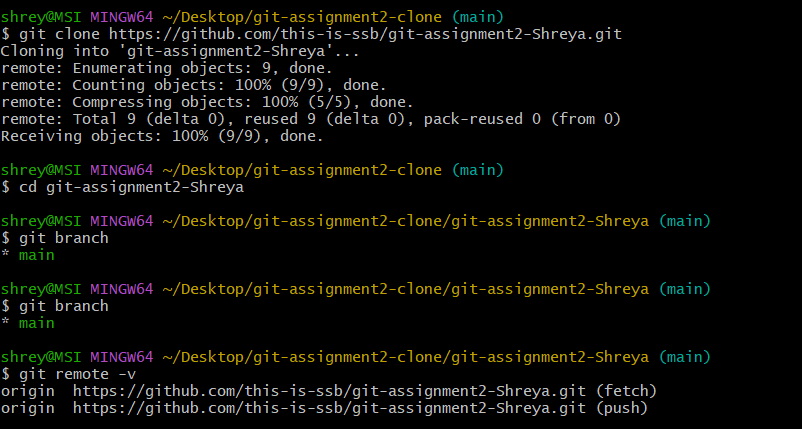 shrey@MSI MINGW64 ~/Desktop/git-assignment2-clone (main)
$ git clone https://github.com/this-is-ssb/git-assignment2-Shreya.git
Cloning into 'git-assignment2-Shreya'...
remote: Enumerating objects: 9, done.
remote: Counting objects: 100% (9/9), done.
remote: Compressing objects: 100% (5/5), done.
remote: Total 9 (delta 0), reused 9 (delta 0), pack-reused 0 (from 0)
Receiving objects: 100% (9/9), done.
shrey@MSI MINGW64 ~/Desktop/git-assignment2-clone (main)
$ cd git-assignment2-Shreya
shrey@MSI MINGW64 ~/Desktop/git-assignment2-clone/git-assignment2-Shreya (main)
$ git branch
* main
shrey@MSI MINGW64 ~/Desktop/git-assignment2-clone/git-assignment2-Shreya (main)
$ git branch
* main
shrey@MSI MINGW64 ~/Desktop/git-assignment2-clone/git-assignment2-Shreya (main)
$ git remote -v
origin  https://github.com/this-is-ssb/git-assignment2-Shreya.git (fetch)
origin  https://github.com/this-is-ssb/git-assignment2-Shreya.git (push)